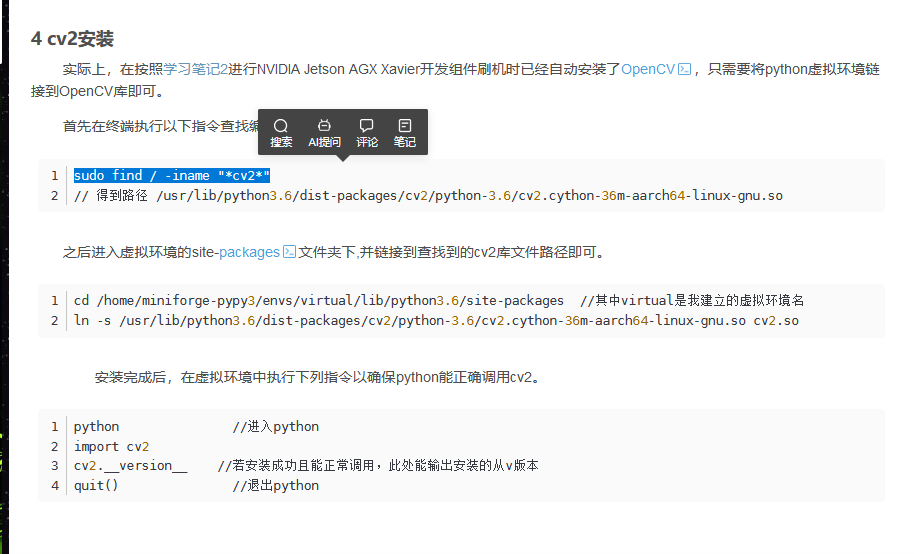 4 cv2安装
实际上，在按照学习笔记2进行NVIDIA Jetson AGX Xavier开发组件刷机时已经自动安装了OpenCV，只需要将python虚拟环境链
接到OpenCV库即可。
首先在终端执行以下指令查找
搜索 AI提问 评论 笔记
1 sudo find / -iname "*cv2*"
2 // 得到路径 /usr/lib/python3.6/dist-packages/cv2/python-3.6/cv2.cython-36m-aarch64-linux-gnu.so
之后进入虚拟环境的site-packages文件夹下,并链接到查找到的cv2库文件路径即可。
1 cd /home/miniforge-pypy3/envs/virtual/lib/python3.6/site-packages //其中virtual是我建立的虚拟环境名
2 ln -s /usr/lib/python3.6/dist-packages/cv2/python-3.6/cv2.cython-36m-aarch64-linux-gnu.so cv2.so
安装完成后，在虚拟环境中执行下列指令以确保python能正确调用cv2。
1 python //进入python
2 import cv2
3 cv2.__version__ //若安装成功且能正常调用，此处能输出安装的从v版本
4 quit() //退出python